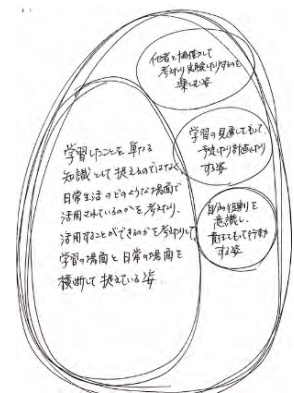 他者と協働して
考えたり実験したりするのを
楽しむ姿
学習の見通しをもって、
予想したり計画したり
する姿
学習したことを単なる
知識として捉えるのではなく
日常生活のどのような場面で
活用されているのかを考えたり、
活用することができるのかを考えたりして
学習の場面と日常の場面を
横断して捉えている姿
自分の役割を
意識し、
責任をもって行動
する姿